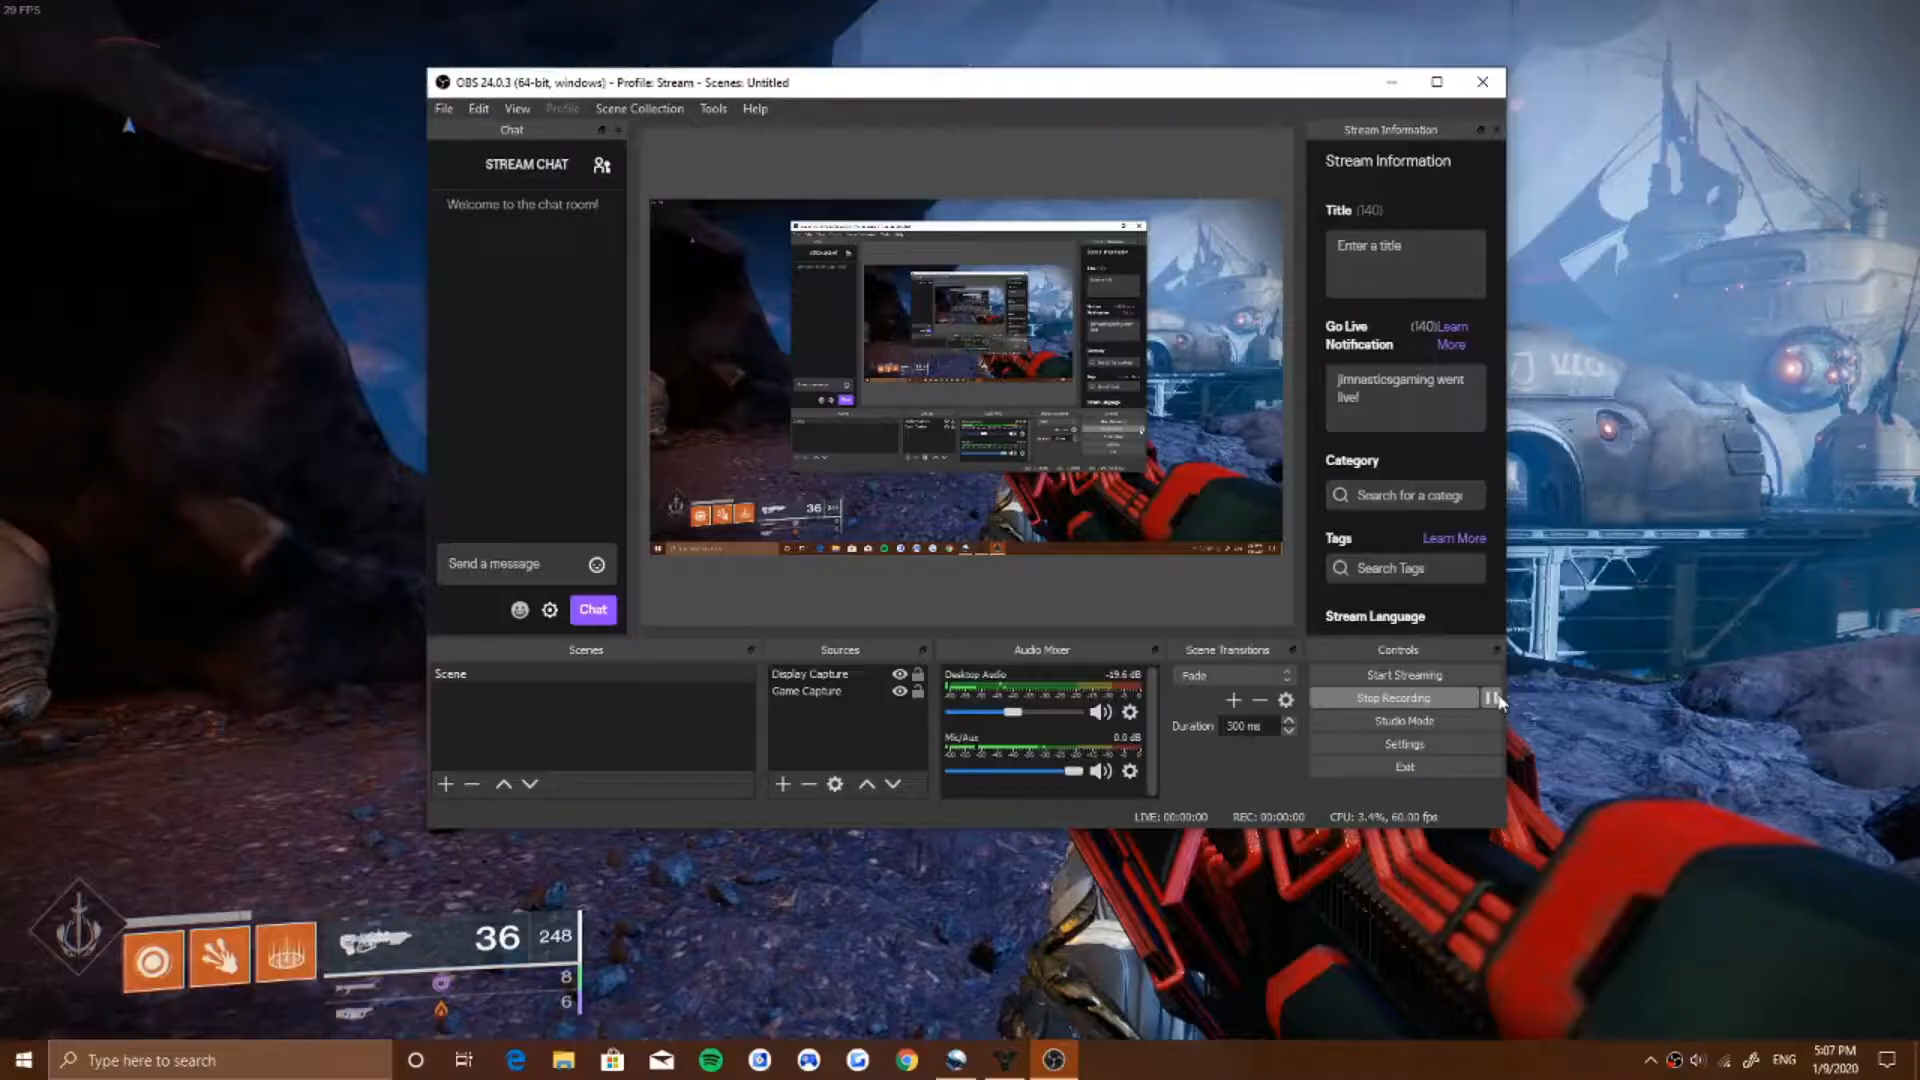 29 FPS
OBS 24.0.3 (64-bit, windows) - Profile: Stream - Scenes: Untitled
File Edit View Profile Scene Collection Tools Help
Chat
STREAM CHAT
Welcome to the chat room!
Send a message
Chat
36
Stream Information
Stream Information
Title (140)
Enter a title
Go Live Notification (140) Learn More
jimnasticsgaming went
live!
Category
Search for a catego
Tags Learn More
Search Tags
Stream Language
Scenes
Scene
Sources
Display Capture
Game Capture
Audio Mixer
Desktop Audio -19.6 dB
Mic/Aux 0.0 dB
Scene Transitions
Fade
Duration 300 ms
Controls
Start Streaming
Stop Recording
Studio Mode
Settings
Exit
LIVE: 00:00:00 REC: 00:00:00 CPU: 3.4%, 60.00 fps
36 248
8
6
Type here to search
ENG
5:07 PM
1/9/2020